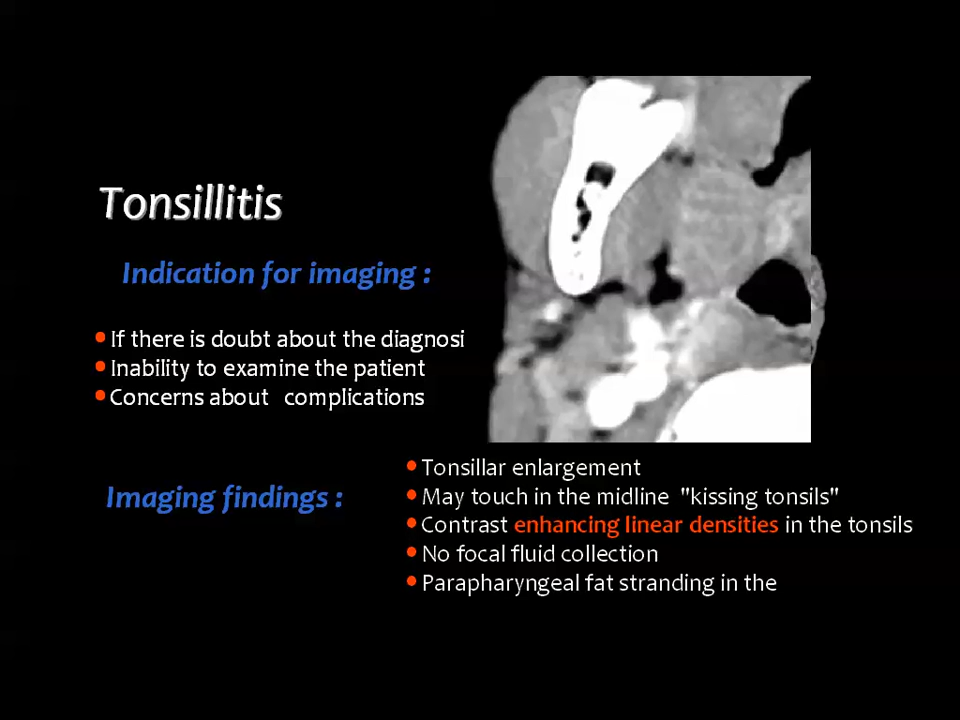 Tonsillitis
Indication for imaging :
If there is doubt about the diagnosi
Inability to examine the patient
Concerns about complications
Imaging findings :
Tonsillar enlargement
May touch in the midline "kissing tonsils"
Contrast enhancing linear densities in the tonsils
No focal fluid collection
Parapharyngeal fat stranding in the